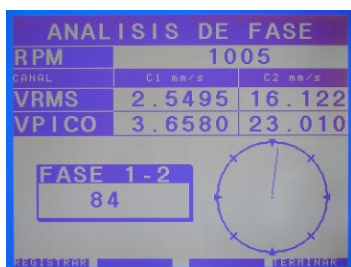 ANALISIS DE FASE
RPM 1005
CANAL C1 mm/s C2 mm/s
VRMS 2.5495 16.122
VPICO 3.6580 23.010
FASE 1-2
84
REGISTRAR TERMINAR